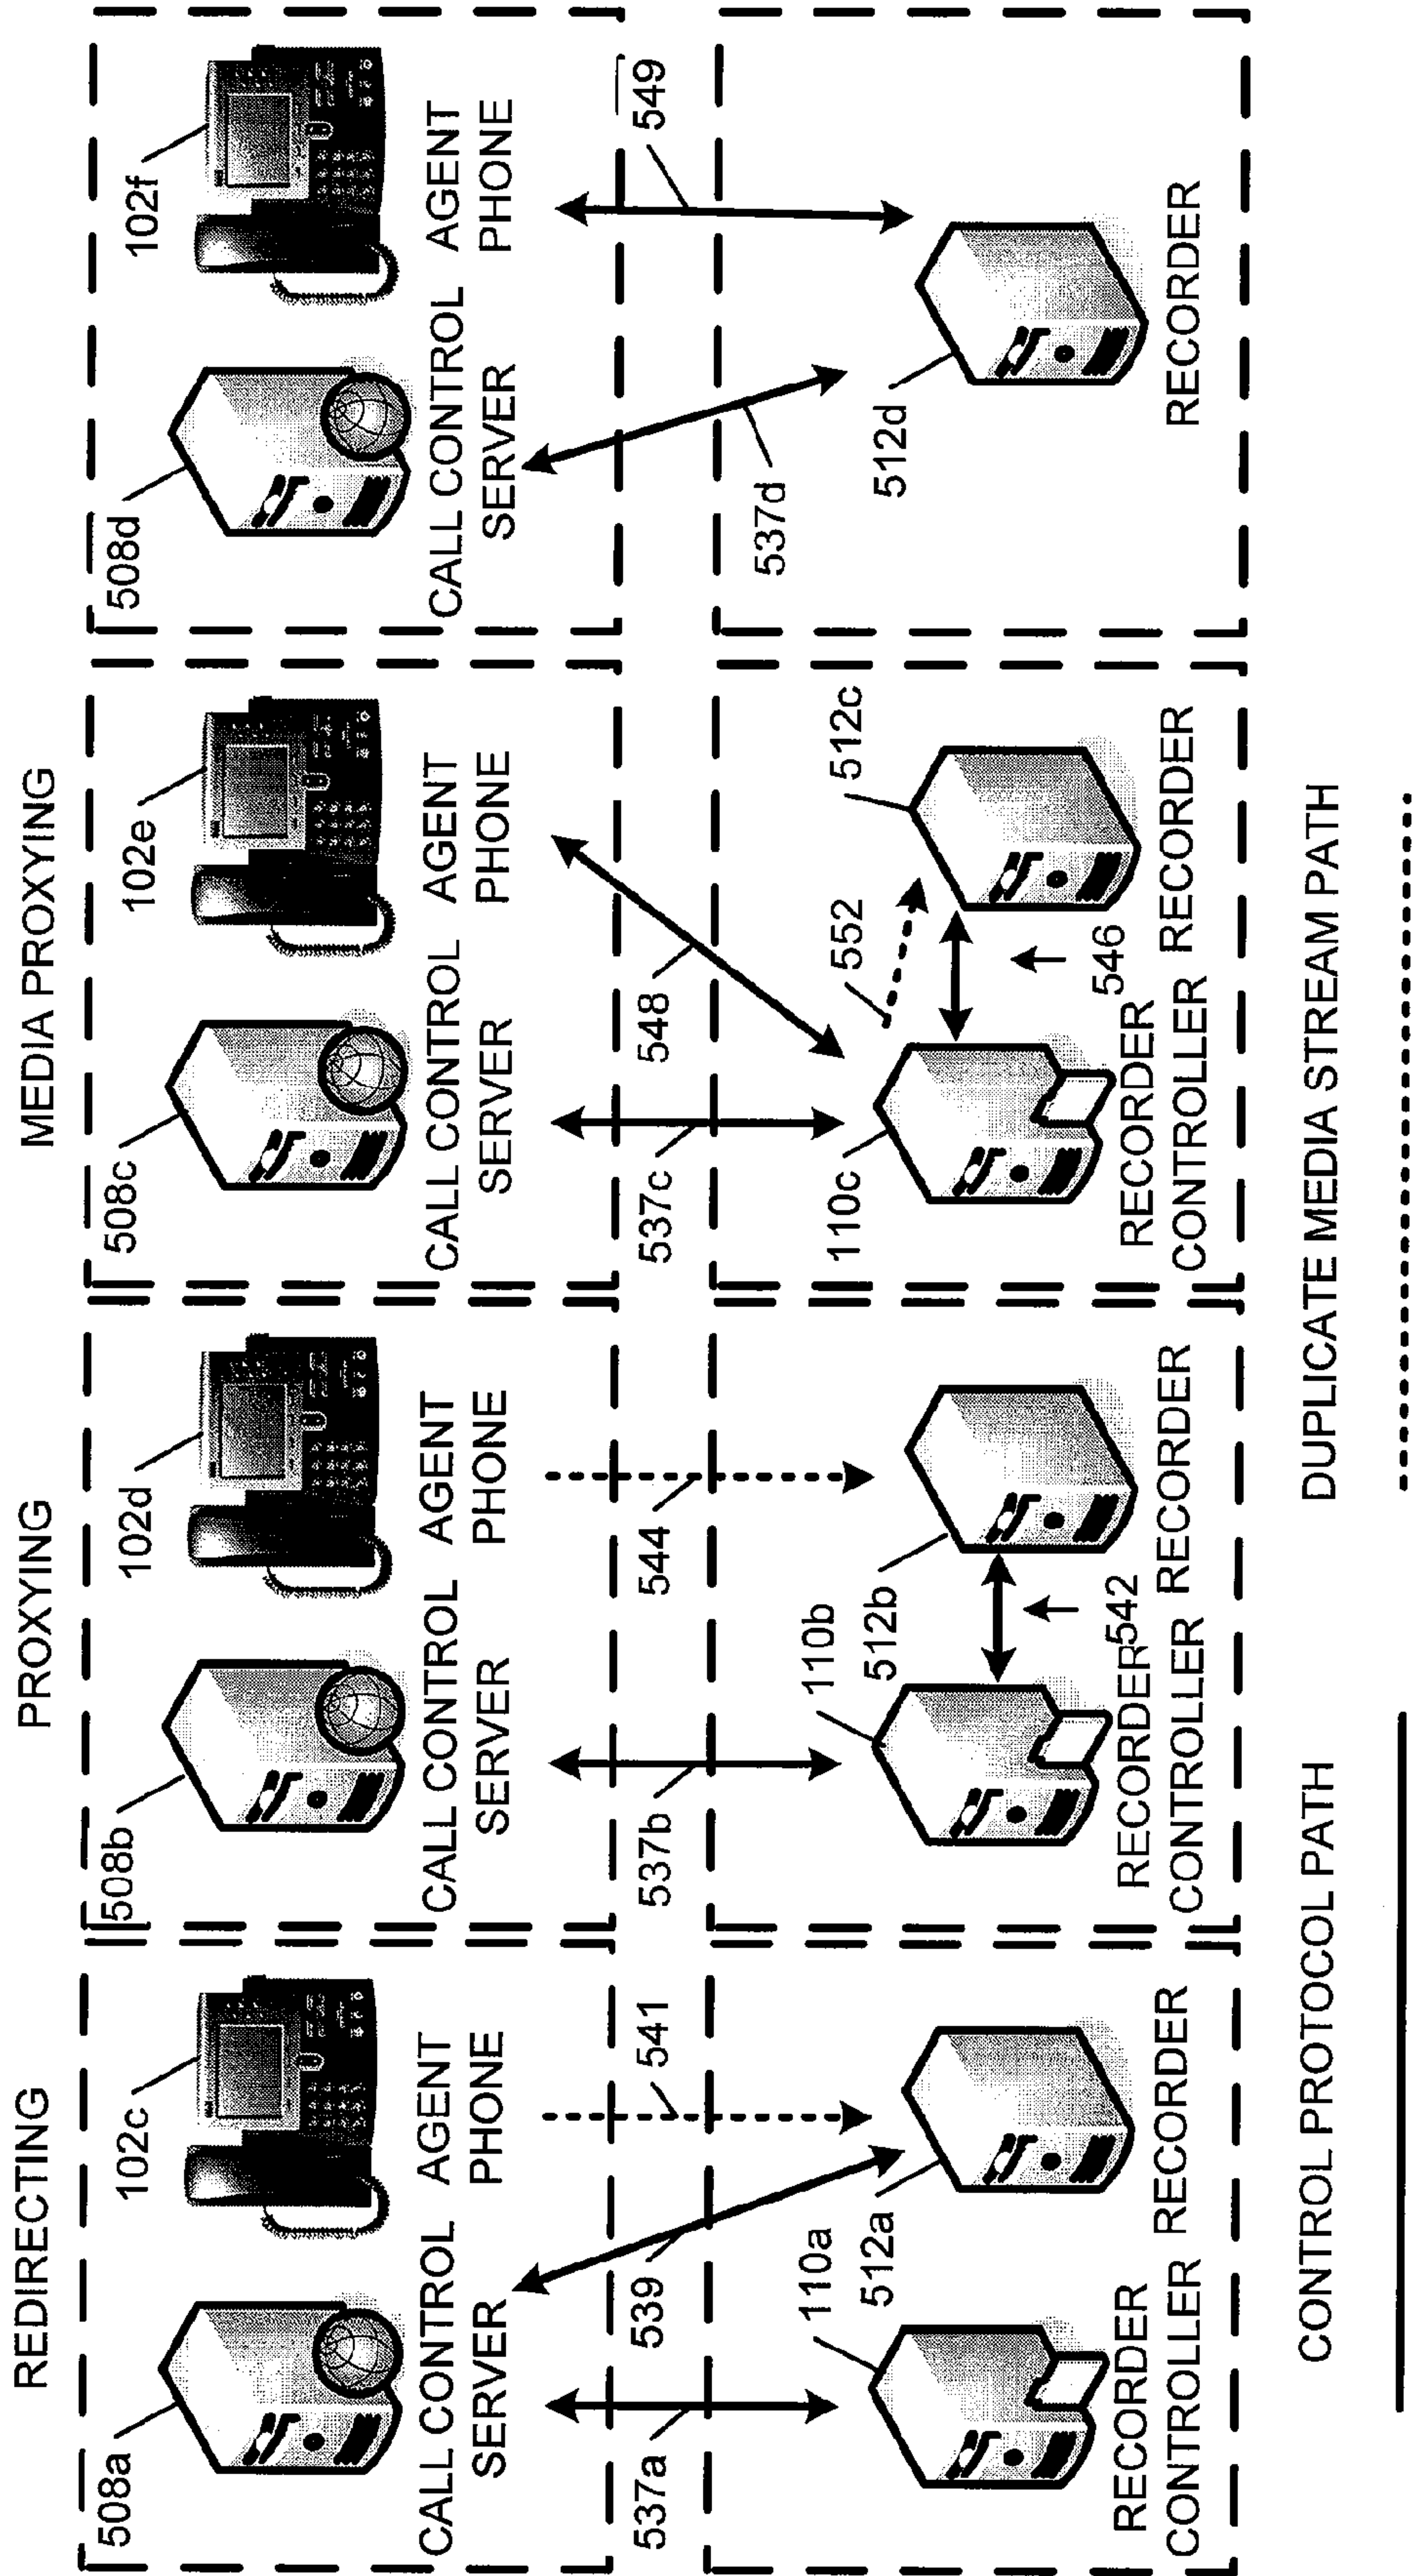 REDIRECTING
508a
102c
CALL CONTROL
SERVER
AGENT
PHONE
537a
539
541
110a
512a
RECORDER
CONTROLLER
RECORDER
PROXYING
508b
102d
CALL CONTROL
SERVER
AGENT
PHONE
537b
544
110b
512b
542
RECORDER
CONTROLLER
RECORDER
MEDIA PROXYING
508c
102e
CALL CONTROL
SERVER
AGENT
PHONE
537c
548
552
110c
512c
546
RECORDER
CONTROLLER
RECORDER
508d
102f
CALL CONTROL
SERVER
AGENT
PHONE
537d
549
512d
RECORDER
CONTROL PROTOCOL PATH
DUPLICATE MEDIA STREAM PATH